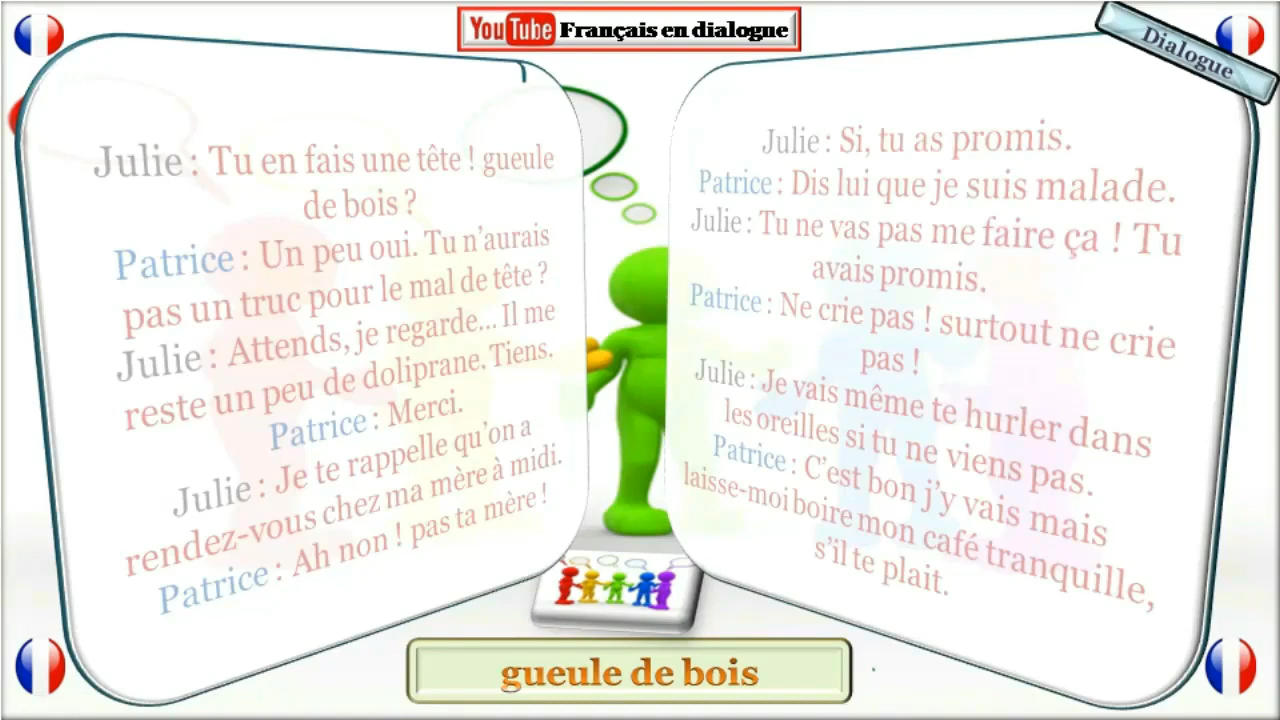 YouTube Français en dialogue
Dialogue
Julie : Tu en fais une tête ! gueule
de bois ?
Patrice : Un peu oui. Tu n’aurais
pas un truc pour le mal de tête ?
Julie : Attends, je regarde… Il me
reste un peu de doliprane. Tiens.
Patrice : Merci.
Julie : Je te rappelle qu’on a
rendez-vous chez ma mère à midi.
Patrice : Ah non ! pas ta mère !
Julie : Si, tu as promis.
Patrice : Dis lui que je suis malade.
Julie : Tu ne vas pas me faire ça ! Tu
avais promis.
Patrice : Ne crie pas ! surtout ne crie
pas !
Julie : Je vais même te hurler dans
les oreilles si tu ne viens pas.
Patrice : C’est bon j’y vais mais
laisse-moi boire mon café tranquille,
s’il te plait.
gueule de bois